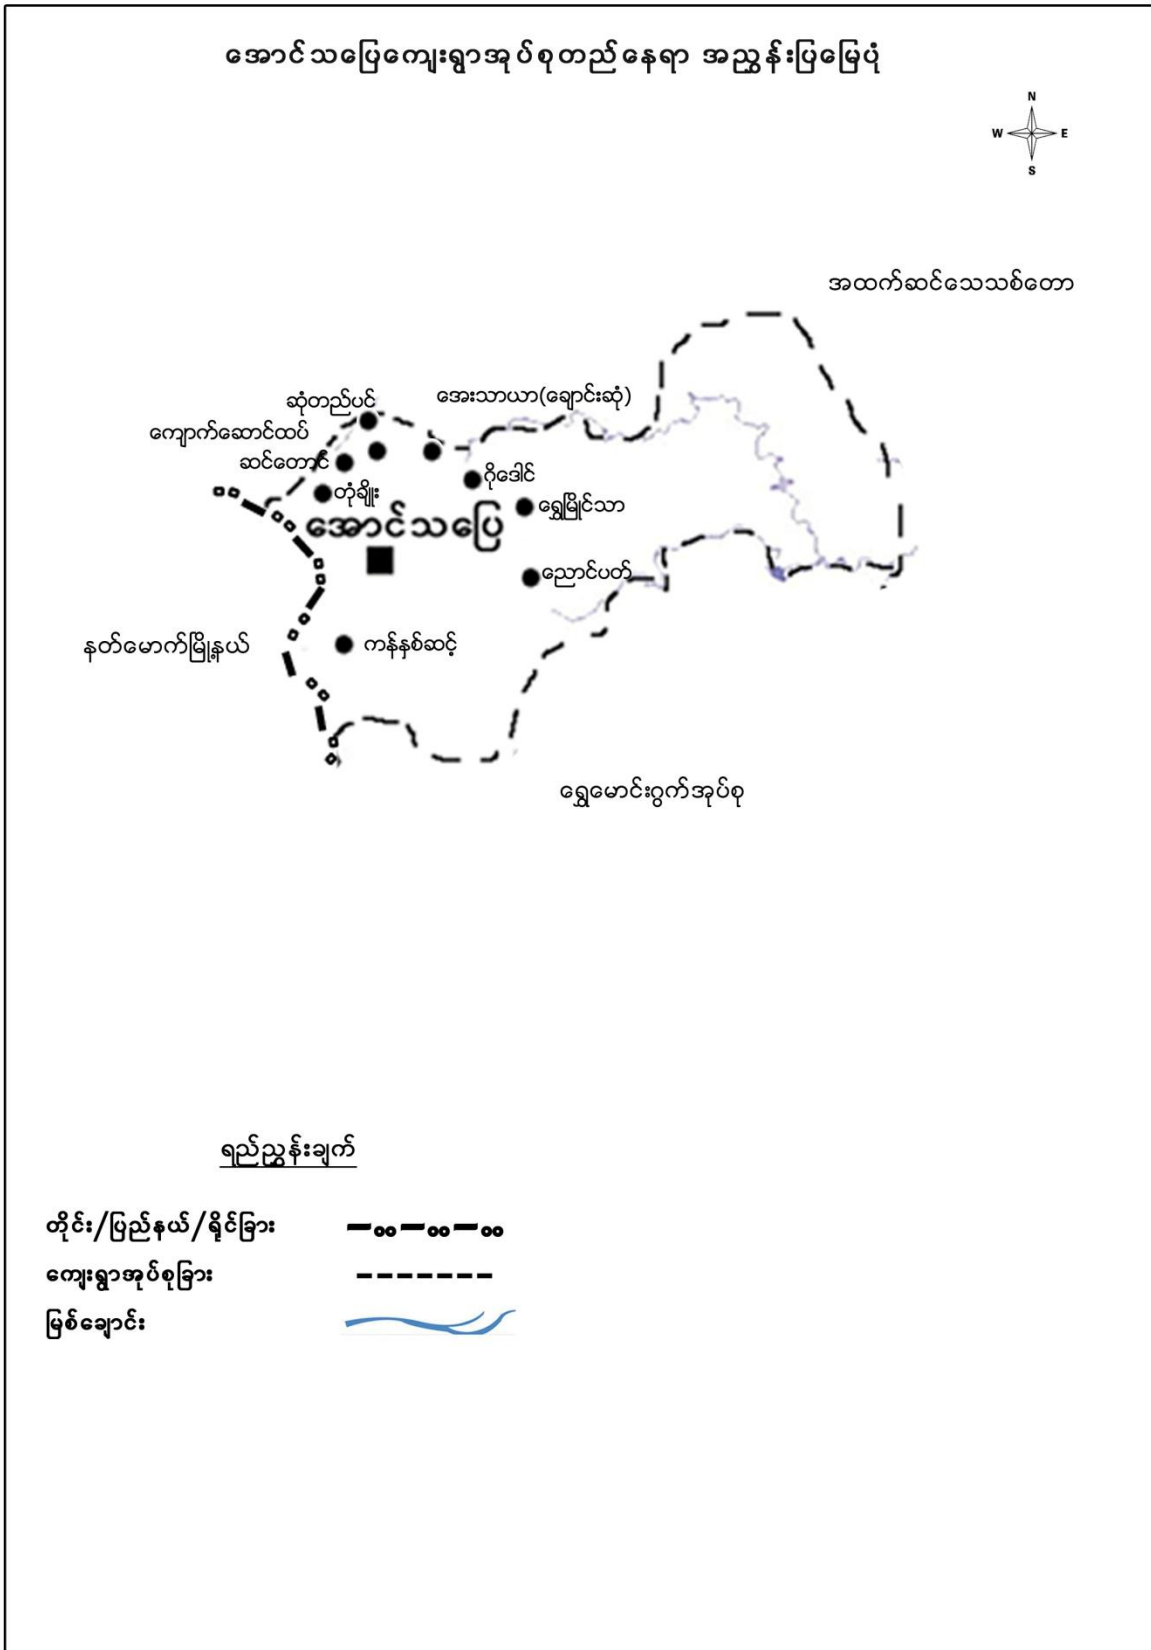 အောင်သပြေကျေးရွာအုပ်စုတည်နေရာ အညွှန်းပြမြေပုံ
N
W E
S
အထက်ဆင်သေသစ်တော
ဆုံတည်ပင်
အေးသာယာ(ချောင်းဆုံ)
ကျောက်ဆောင်ထပ်
ဆင်တောင်
ဂိုဒေါင်
တုံချိုး
ရွှေမြိုင်သာ
အောင်သပြေ
ညောင်ပတ်
နတ်မောက်မြို့နယ်
ကန်နှစ်ဆင့်
ရွှေမောင်းဂွက်အုပ်စု
ရည်ညွှန်းချက်
တိုင်း/ပြည်နယ်/ရိုင်ခြား
ကျေးရွာအုပ်စုခြား
မြစ်ချောင်း